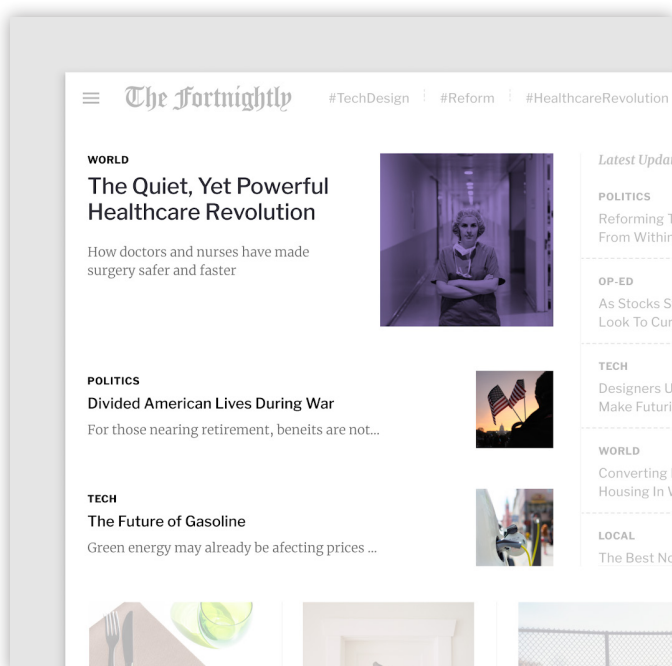 The Fortnightly
#TechDesign
#Reform
#HealthcareRevolution
WORLD
The Quiet, Yet Powerful
Healthcare Revolution
How doctors and nurses have made
surgery safer and faster
POLITICS
Divided American Lives During War
For those nearing retirement, beneits are not...
TECH
The Future of Gasoline
Green energy may already be afecting prices ...
Latest
POLITICS
Reforming
From Within
OP-ED
As Stocks
Look To
TECH
Designers
Make
WORLD
Converting
Housing In
LOCAL
The Best